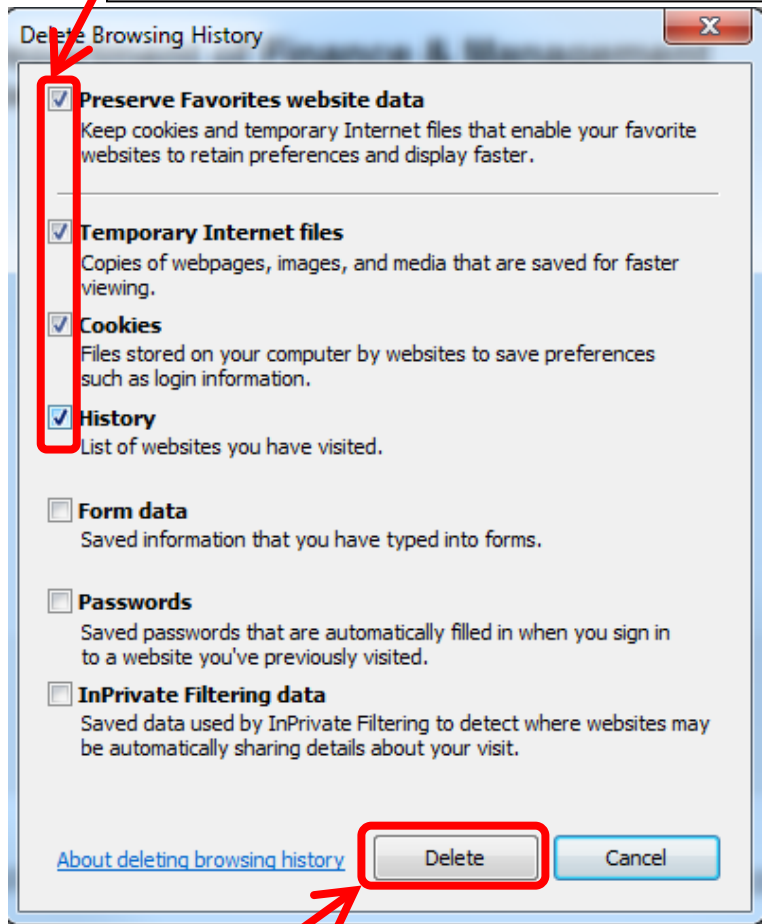 Delete Browsing History
Preserve Favorites website data
Keep cookies and temporary Internet files that enable your favorite
websites to retain preferences and display faster.
Temporary Internet files
Copies of webpages, images, and media that are saved for faster
viewing.
Cookies
Files stored on your computer by websites to save preferences
such as login information.
History
List of websites you have visited.
Form data
Saved information that you have typed into forms.
Passwords
Saved passwords that are automatically filled in when you sign in
to a website you've previously visited.
InPrivate Filtering data
Saved data used by InPrivate Filtering to detect where websites may
be automatically sharing details about your visit.
About deleting browsing history
Delete
Cancel